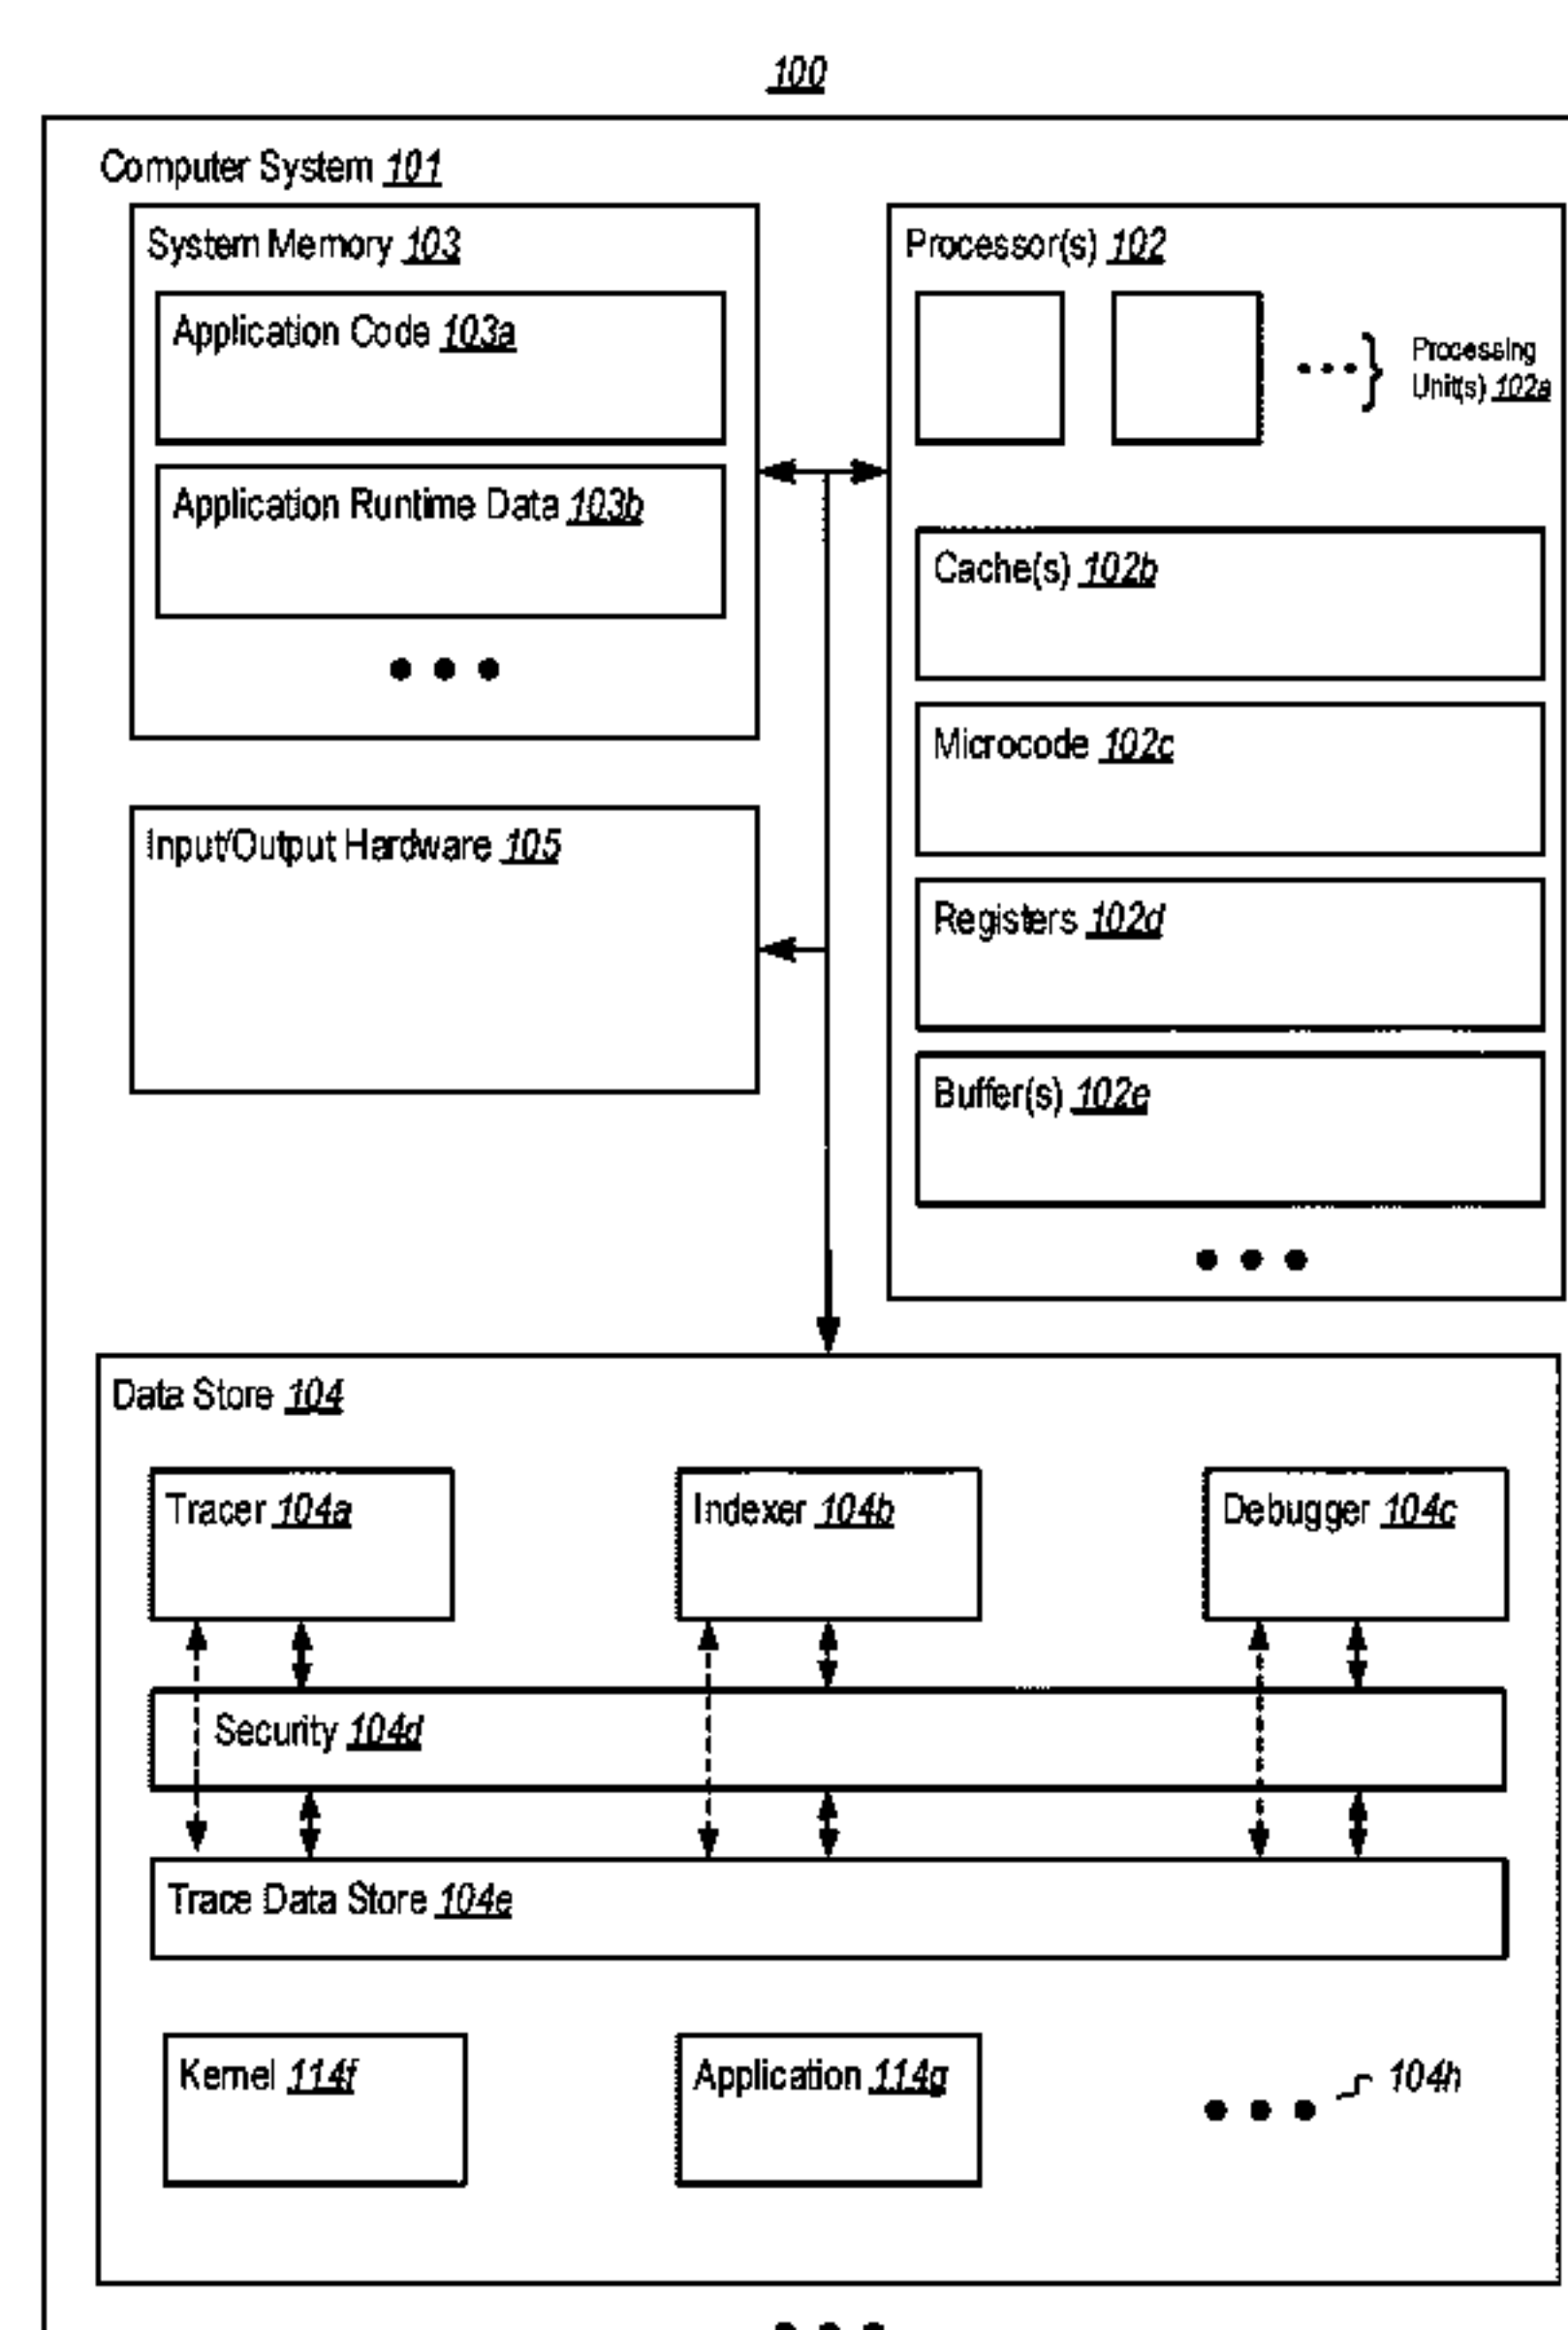 100
Computer System 101
System Memory 103
Application Code 103a
Application Runtime Data 103b
Input/Output Hardware 105
Processor(s) 102
Processing
Unit(s) 102a
Cache(s) 102b
Microcode 102c
Registers 102d
Buffer(s) 102e
Data Store 104
Tracer 104a
Indexer 104b
Debugger 104c
Security 104d
Trace Data Store 104e
Kernel 114f
Application 114g
104h